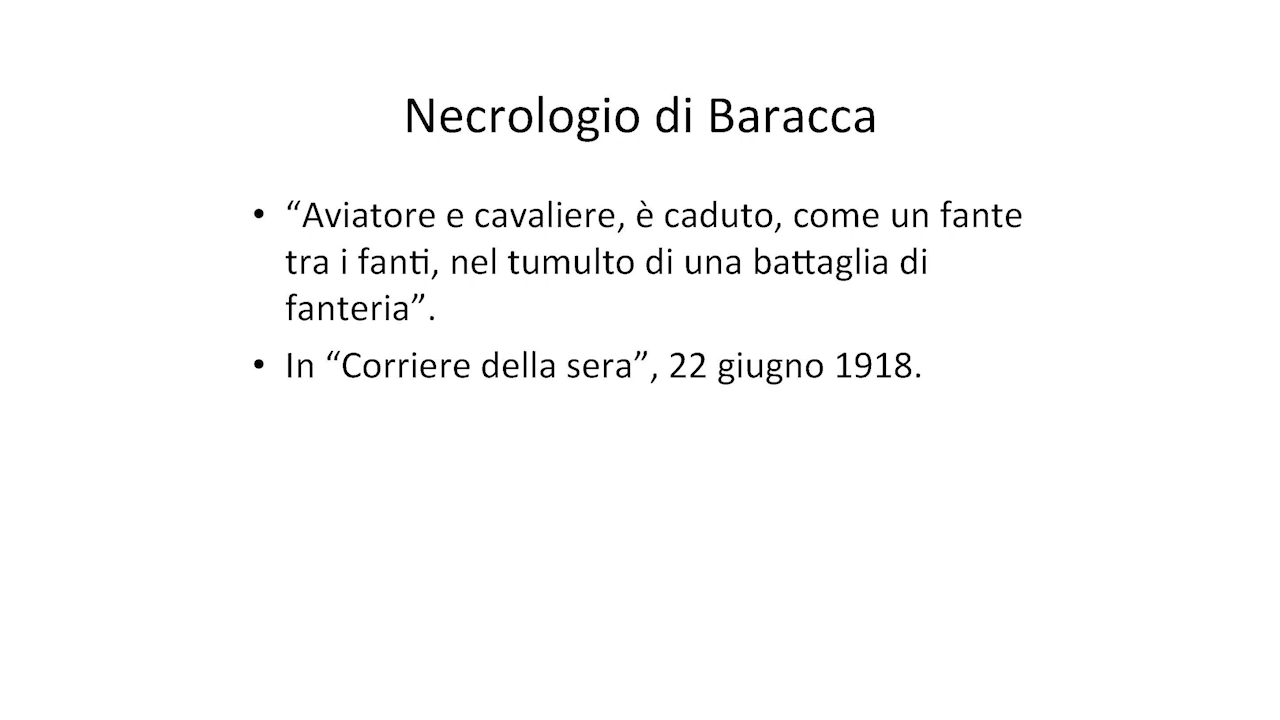 Necrologio di Baracca
• “Aviatore e cavaliere, è caduto, come un fante
tra i fanti, nel tumulto di una battaglia di
fanteria”.
• In “Corriere della sera”, 22 giugno 1918.